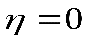 η = 0